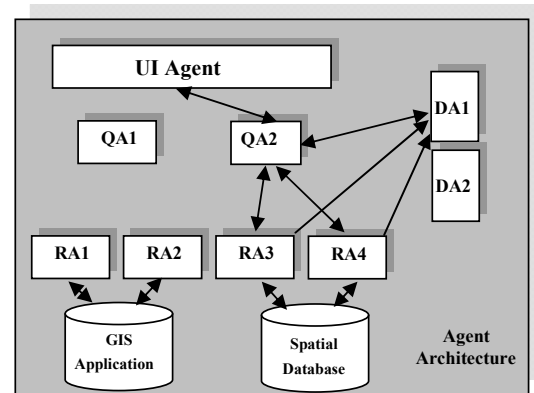 UI Agent
QA1
QA2
DA1
DA2
RA1
RA2
RA3
RA4
GIS
Application
Spatial
Database
Agent
Architecture